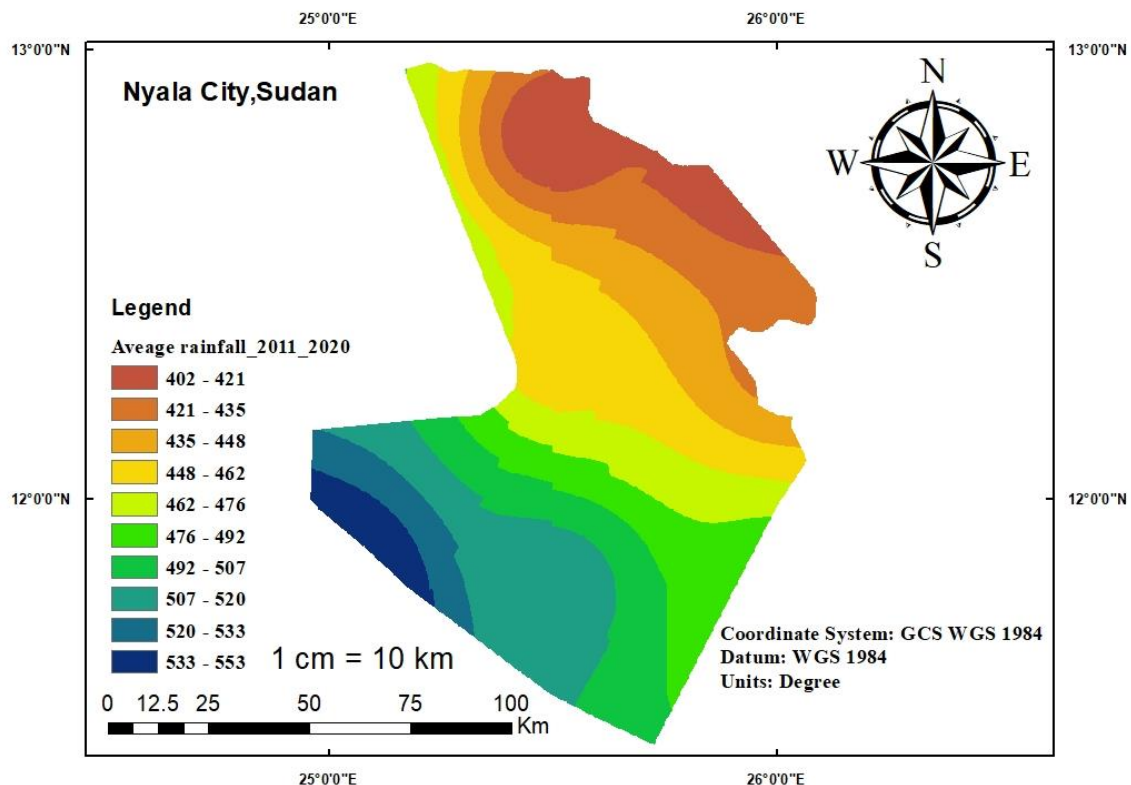 25°0'0"E 26°0'0"E
13°0'0"N 13°0'0"N
Nyala City,Sudan
N
W E
S
Legend
Aveage rainfall_2011_2020
402 - 421
421 - 435
435 - 448
448 - 462
462 - 476
12°0'0"N 12°0'0"N
476 - 492
492 - 507
507 - 520
520 - 533
533 - 553
1 cm = 10 km
Coordinate System: GCS WGS 1984
Datum: WGS 1984
Units: Degree
0 12.5 25 50 75 100
Km
25°0'0"E 26°0'0"E